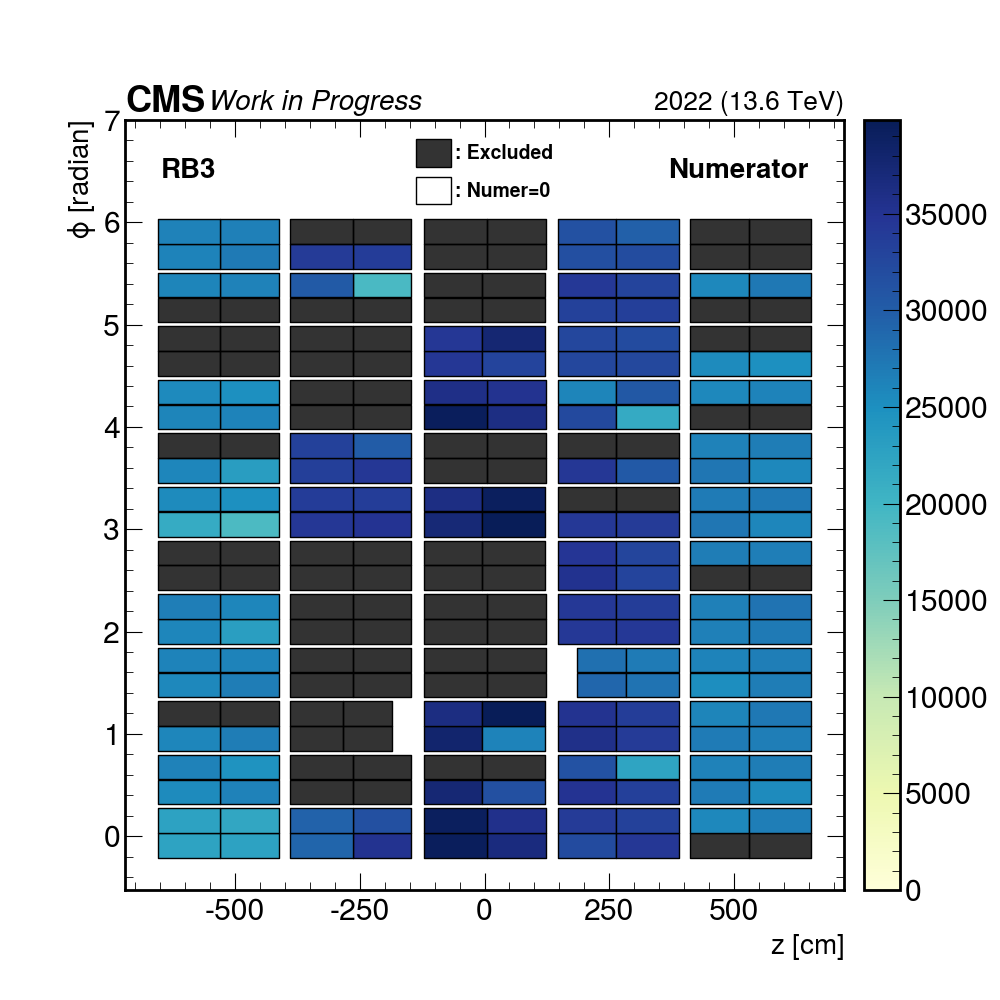 CMS Work in Progress 2022 (13.6 TeV)
RB3
: Excluded
: Numer=0
Numerator
ϕ [radian]
7
6
5
4
3
2
1
0
-500 -250 0 250 500
z [cm]
35000
30000
25000
20000
15000
10000
5000
0